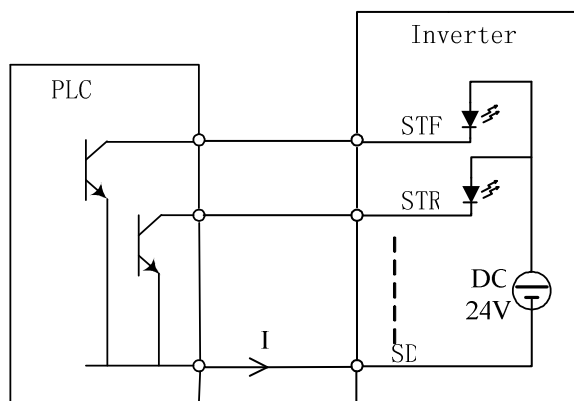 Inverter
PLC
STF
STR
DC
24V
I
SD